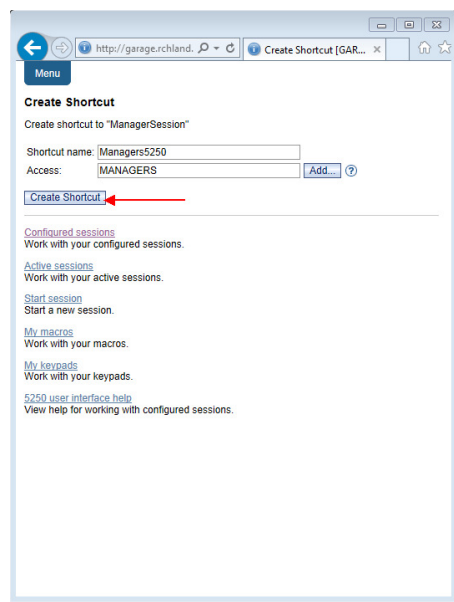 http://garage.rchland.
Create Shortcut [GAR...
Menu
Create Shortcut
Create shortcut to "ManagerSession"
Shortcut name: Managers5250
Access: MANAGERS Add... ?
Create Shortcut
Configured sessions
Work with your configured sessions.
Active sessions
Work with your active sessions.
Start session
Start a new session.
My macros
Work with your macros.
My keypads
Work with your keypads.
5250 user interface help
View help for working with configured sessions.